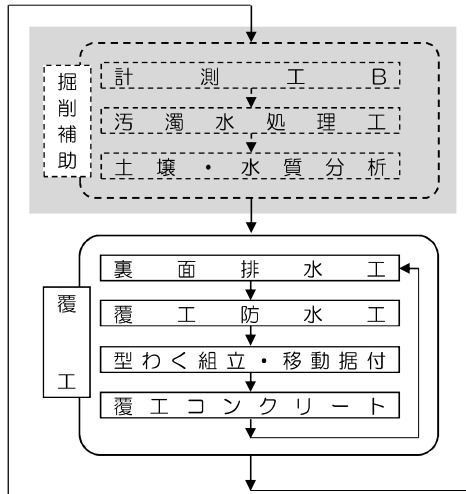 掘削補助
計測工B
汚濁水処理工
土壌・水質分析
覆工
裏面排水工
覆工防水工
型わく組立・移動据付
覆工コンクリート